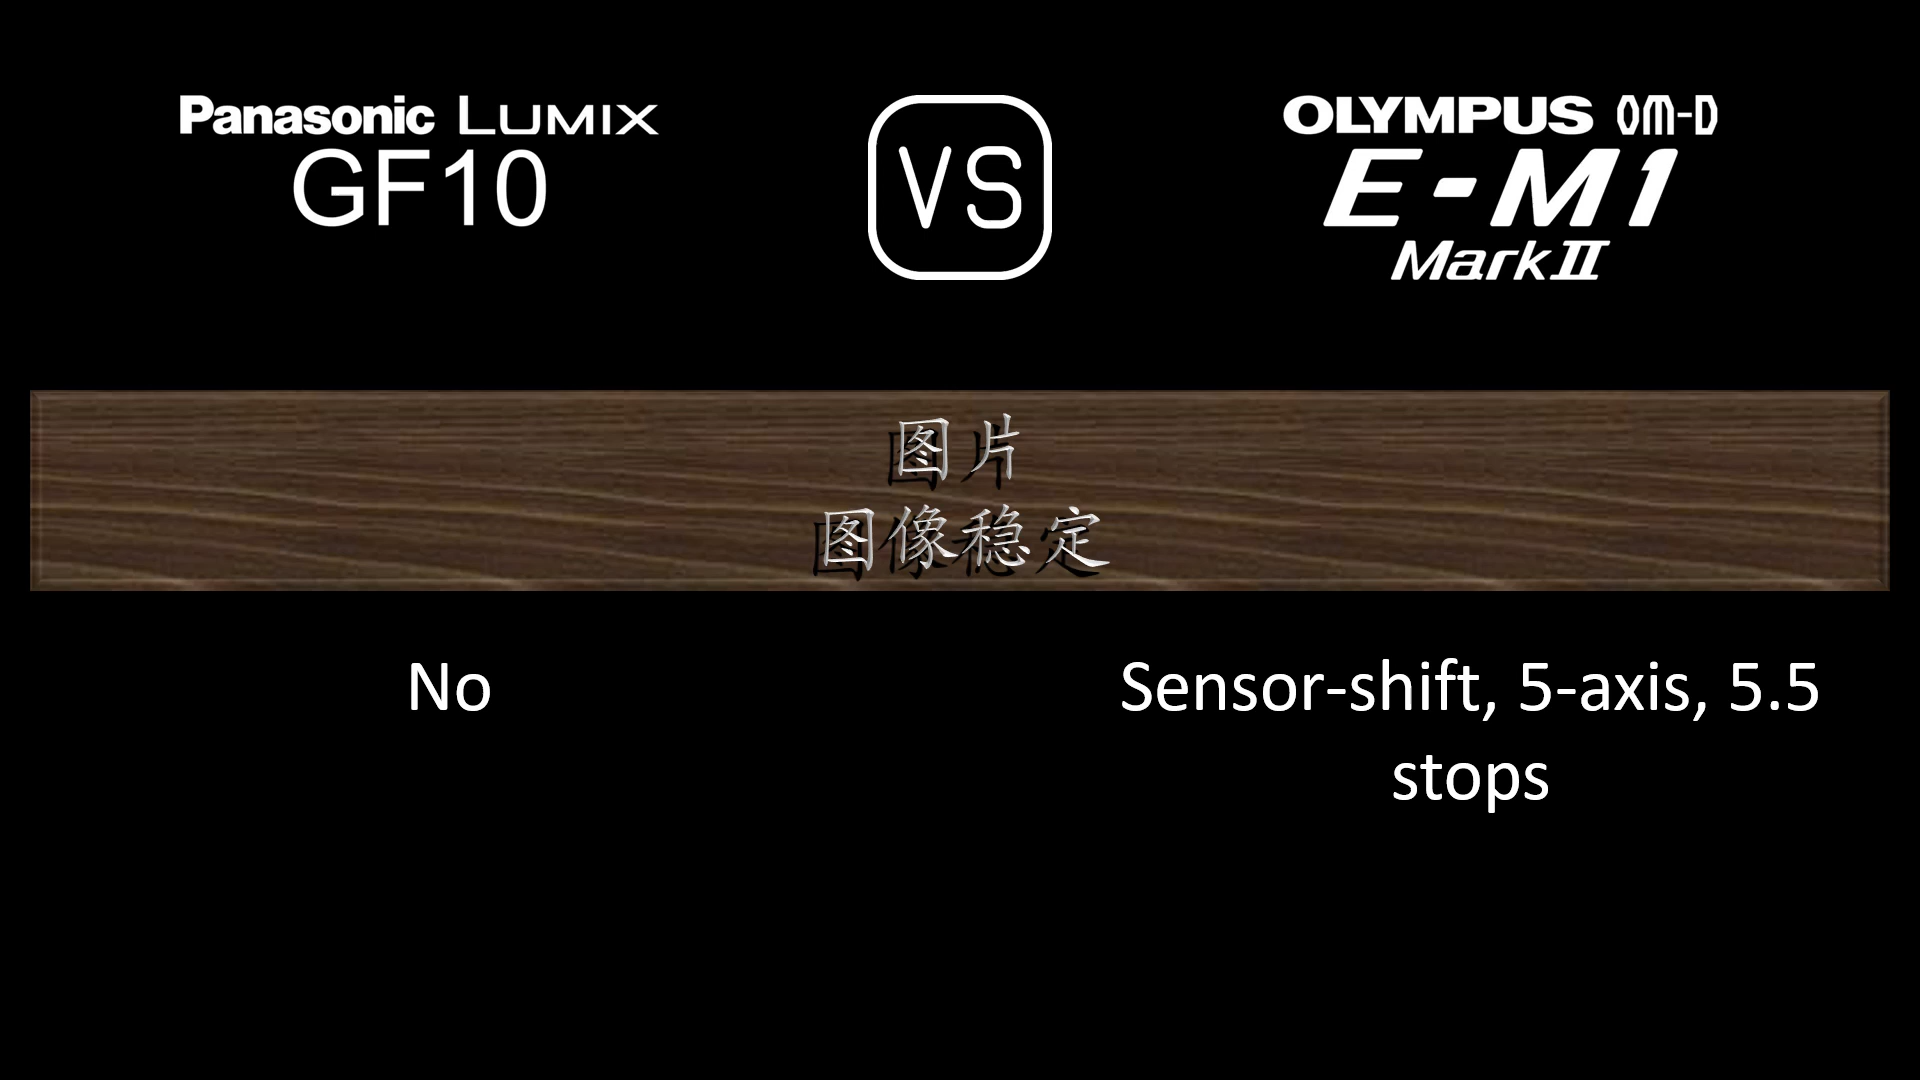 Panasonic LUMIX
GF10
VS
OLYMPUS OM-D
E-M1
Mark II
图片
图像稳定
No
Sensor-shift, 5-axis, 5.5
stops